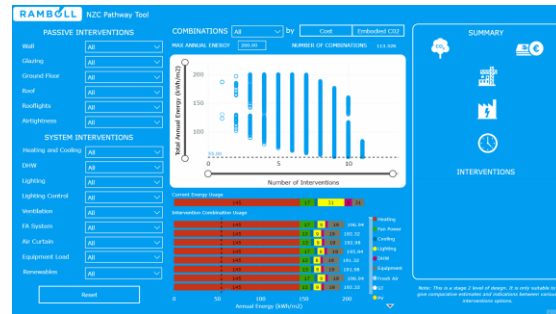 RAMBOLL NZC Pathway Tool
PASSIVE INTERVENTIONS
Wall All
Glazing All
Ground Floor All
Roof All
Rooflights All
Airtightness All
SYSTEM INTERVENTIONS
Heating and Cooling All
DHW All
Lighting All
Lighting Control All
Ventilation All
FA System All
Air Curtain All
Equipment Load All
Renewables All
Reset
COMBINATIONS All by Cost Embodied CO2
MAX ANNUAL ENERGY 200.00 NUMBER OF COMBINATIONS
Total Annual Energy (kWh/m2)
200
150
100
0 5 10
Number of Interventions
Current Energy Usage
145
Intervention Combination Usage
145
145
145
145
145
145
145
145
0 50 100 150 200
Annual Energy (kWh/m2)
Heating
Fan Power
Cooling
Lighting
DHW
Equipment
Fresh Air
PV
SUMMARY
CO₂
€
INTERVENTIONS
Note: This is a stage 2 level of design. It is only suitable to
give comparative estimates and indications between various
interventions options.